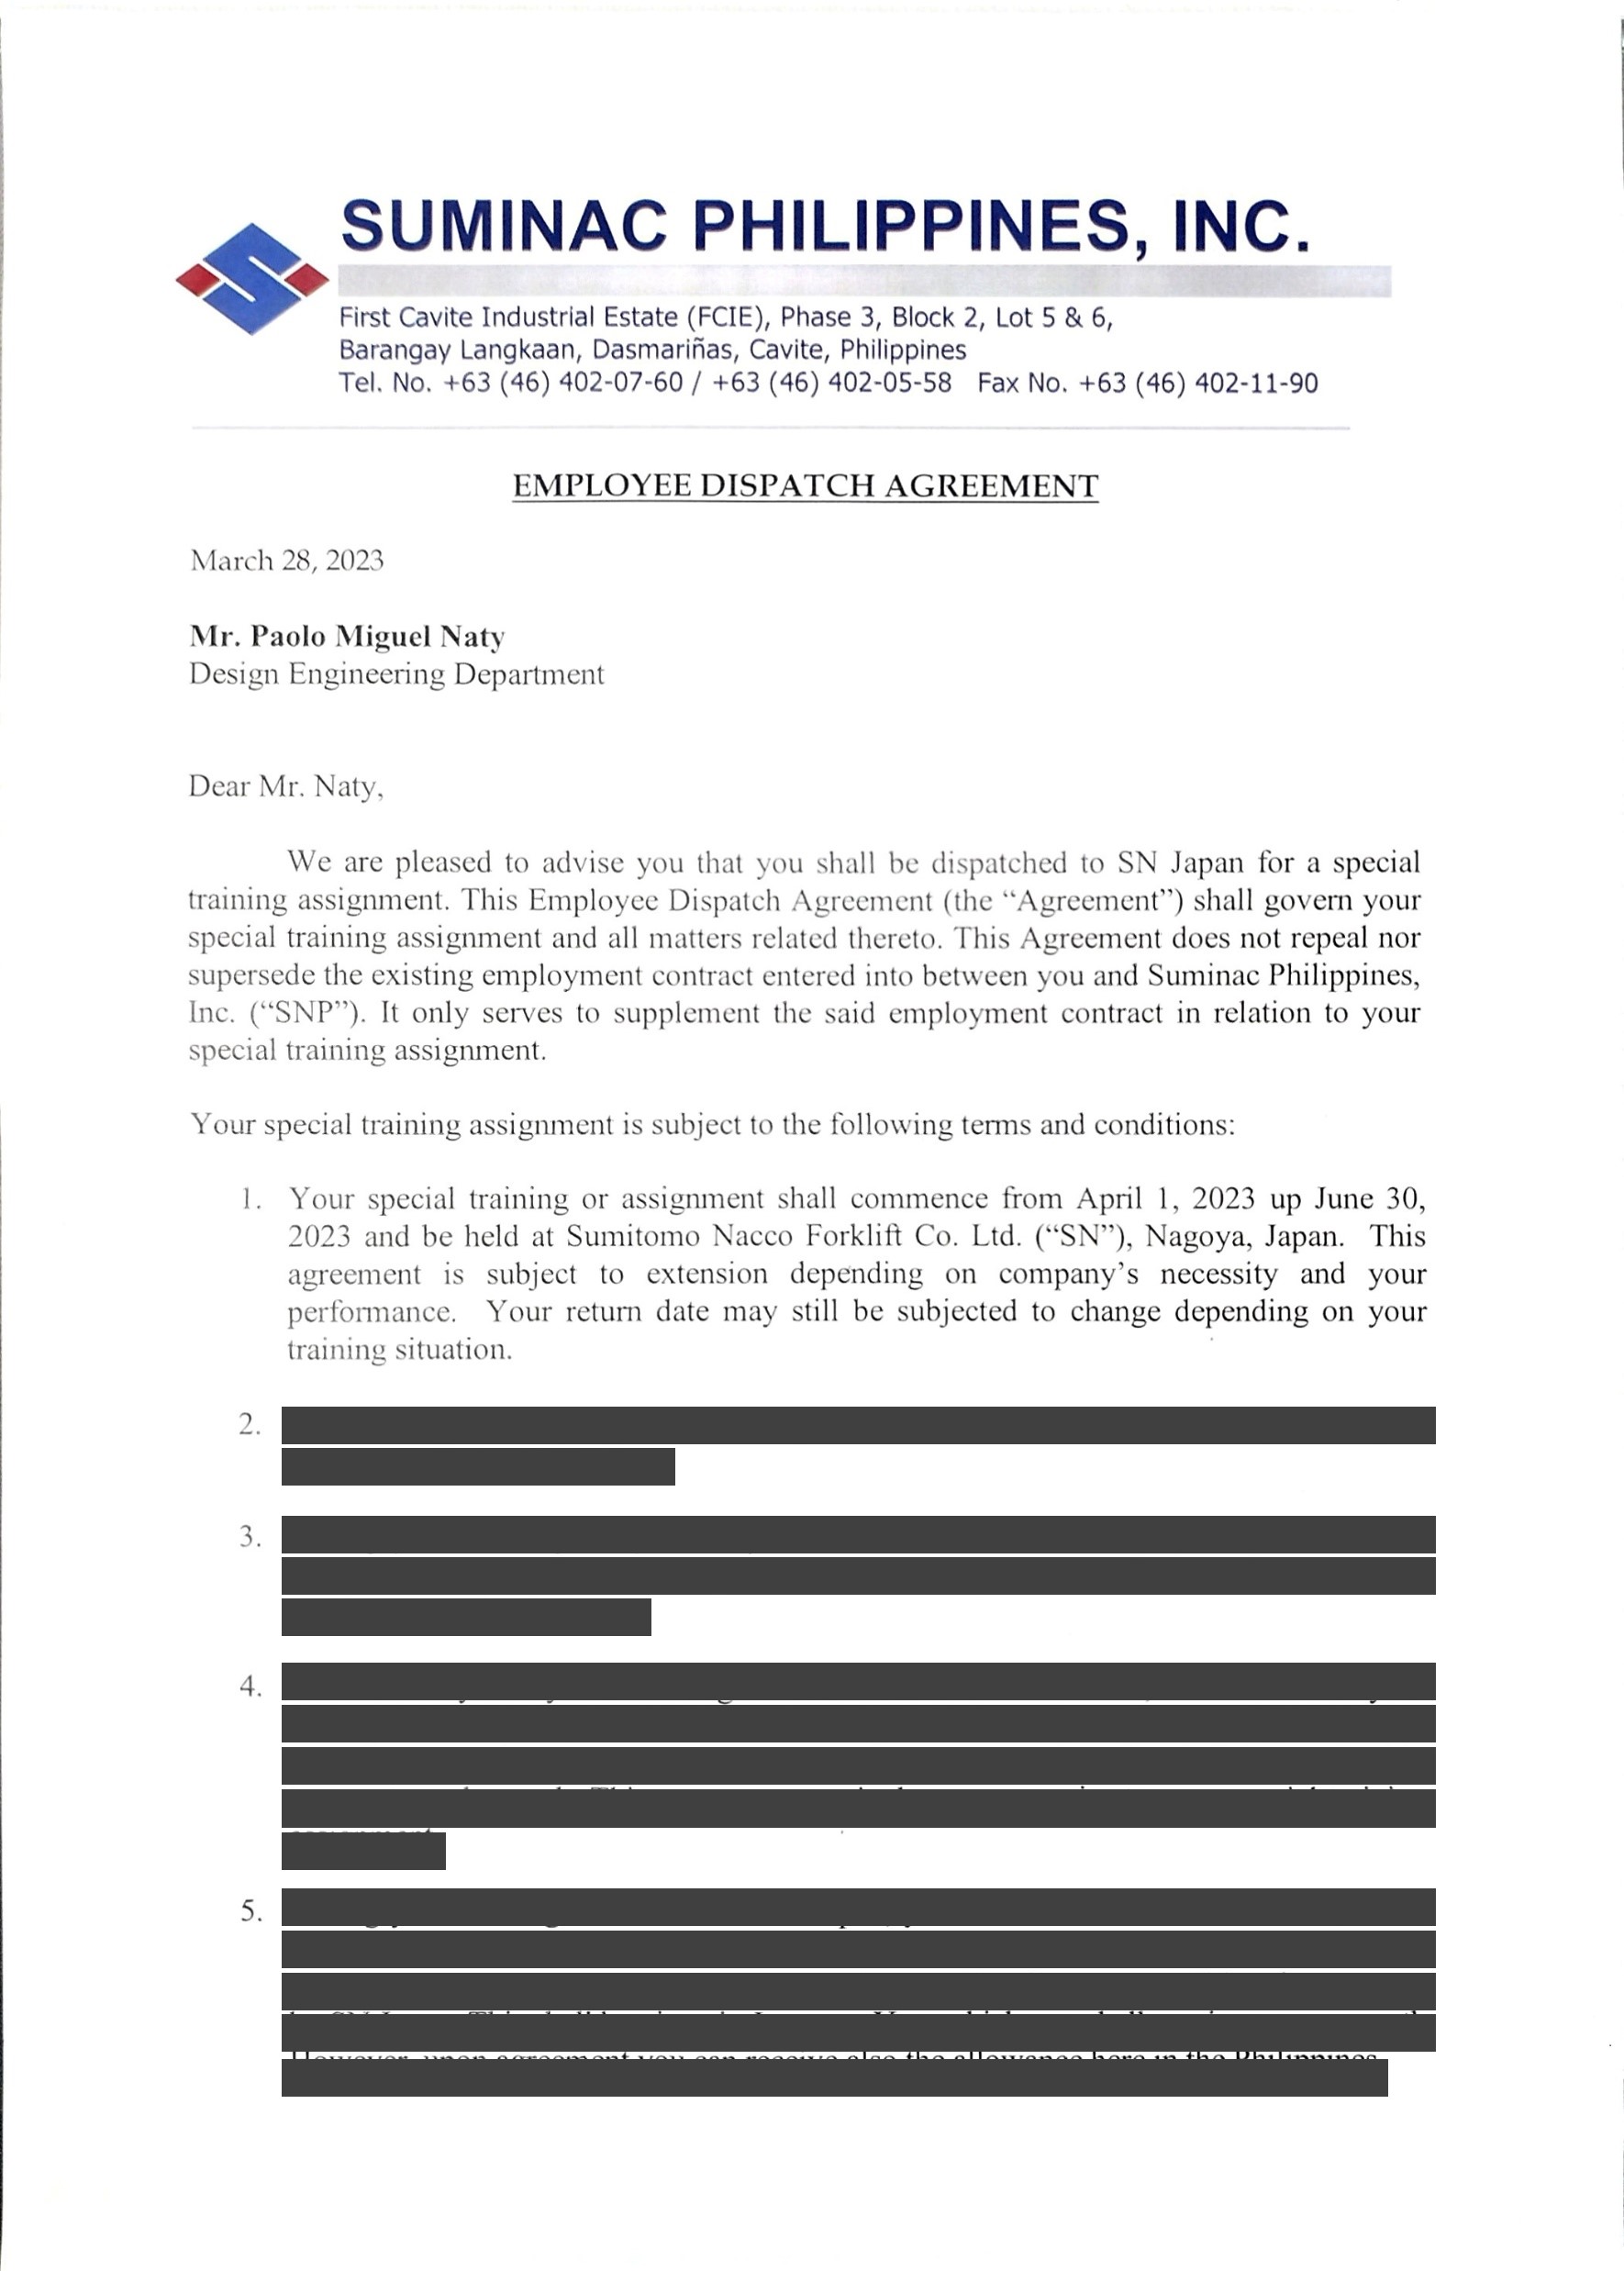 SUMINAC PHILIPPINES, INC.
First Cavite Industrial Estate (FCIE), Phase 3, Block 2, Lot 5 & 6,
Barangay Langkaan, Dasmariñas, Cavite, Philippines
Tel. No. +63 (46) 402-07-60 / +63 (46) 402-05-58 Fax No. +63 (46) 402-11-90
EMPLOYEE DISPATCH AGREEMENT
March 28, 2023
Mr. Paolo Miguel Naty
Design Engineering Department
Dear Mr. Naty,
We are pleased to advise you that you shall be dispatched to SN Japan for a special
training assignment. This Employee Dispatch Agreement (the “Agreement”) shall govern your
special training assignment and all matters related thereto. This Agreement does not repeal nor
supersede the existing employment contract entered into between you and Suminac Philippines,
Inc. (“SNP”). It only serves to supplement the said employment contract in relation to your
special training assignment.
Your special training assignment is subject to the following terms and conditions:
1. Your special training or assignment shall commence from April 1, 2023 up June 30,
2023 and be held at Sumitomo Nacco Forklift Co. Ltd. (“SN”), Nagoya, Japan. This
agreement is subject to extension depending on company’s necessity and your
performance. Your return date may still be subjected to change depending on your
training situation.
2.
3.
4.
5.